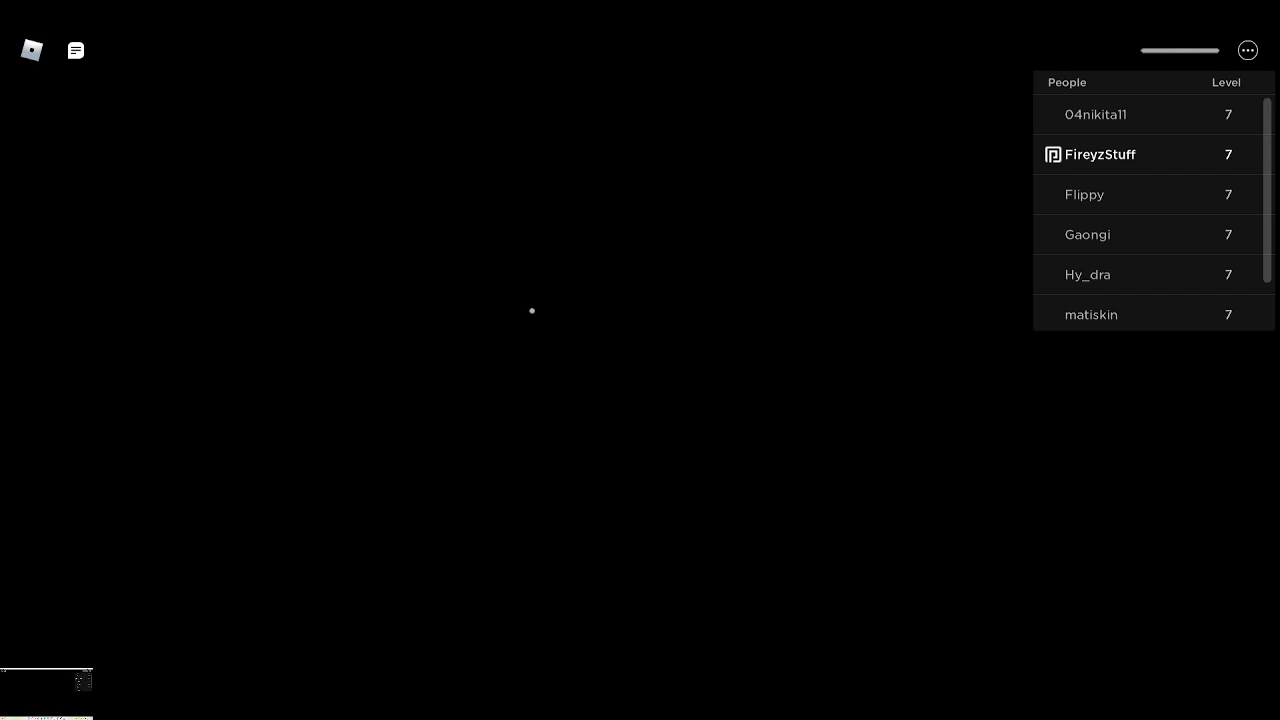 People Level
04nikita11 7
FireyzStuff 7
Flippy 7
Gaongi 7
Hy_dra 7
matiskin 7